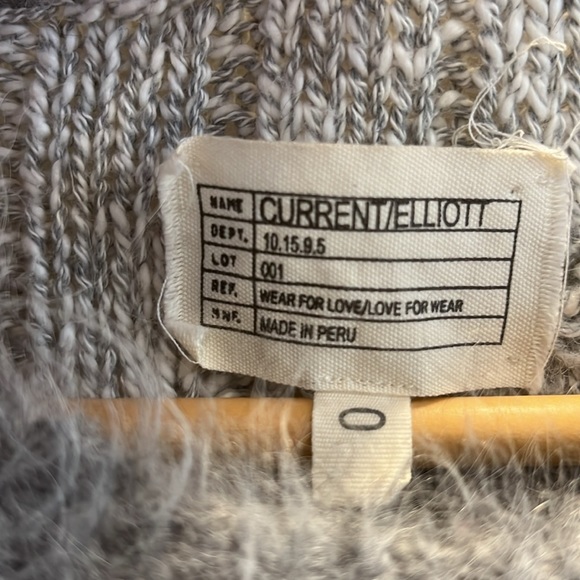 NAME CURRENT/ELLIOTT
DEPT. 10.15.9.5
LOT 001
REF. WEAR FOR LOVE/LOVE FOR WEAR
MNF. MADE IN PERU
0